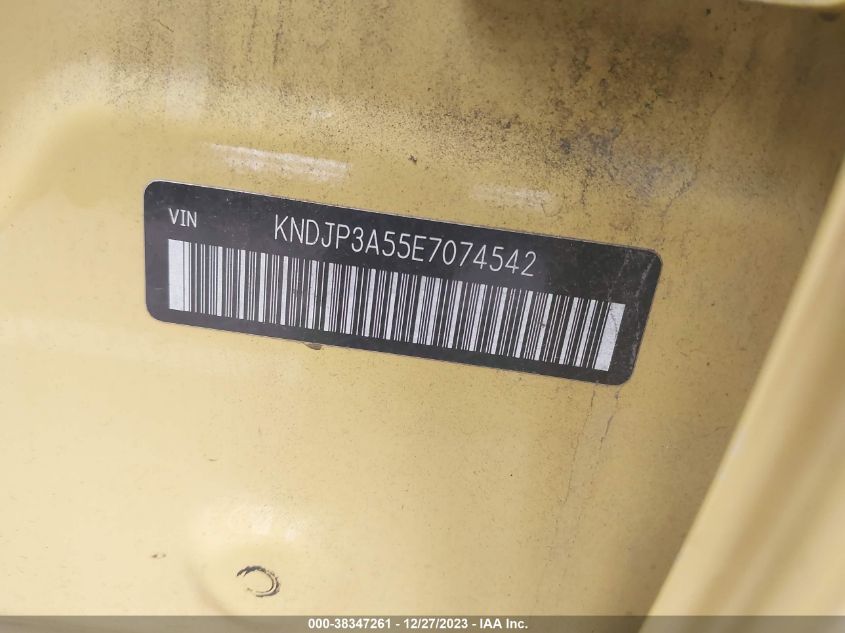 VIN KNDJP3A55E7074542
000-38347261 - 12/27/2023 - IAA Inc.